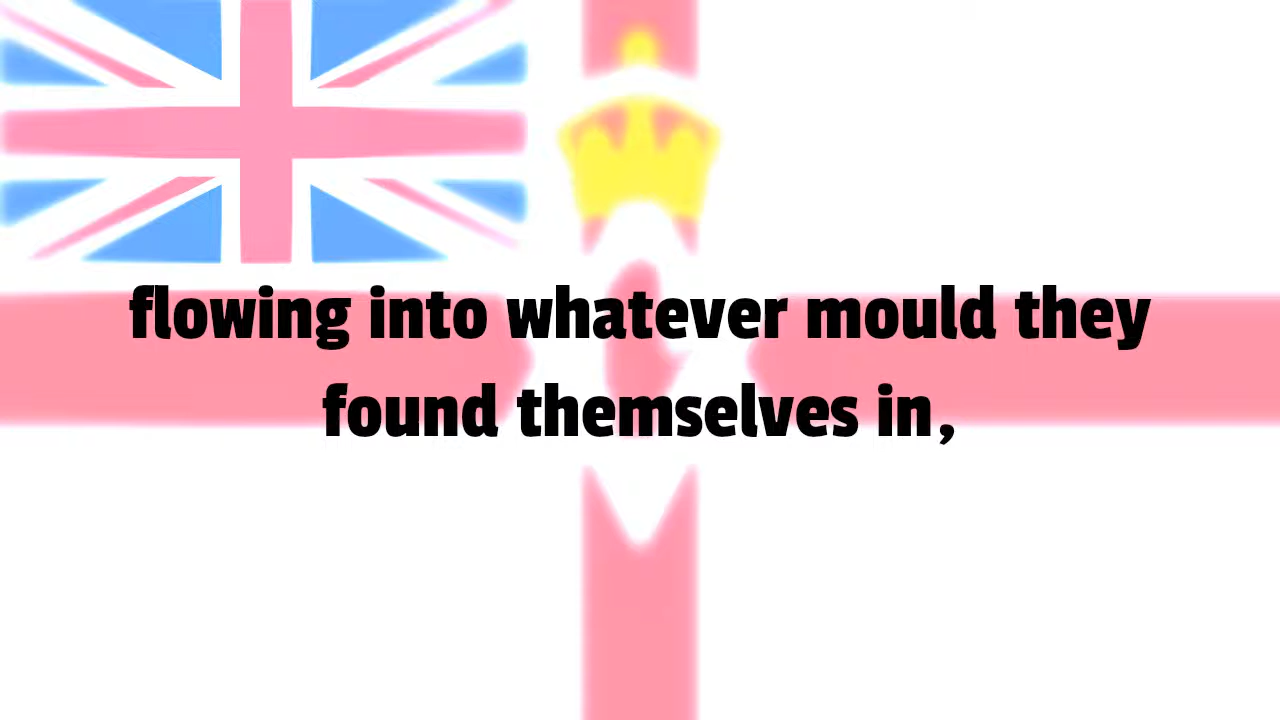 flowing into whatever mould they
found themselves in,